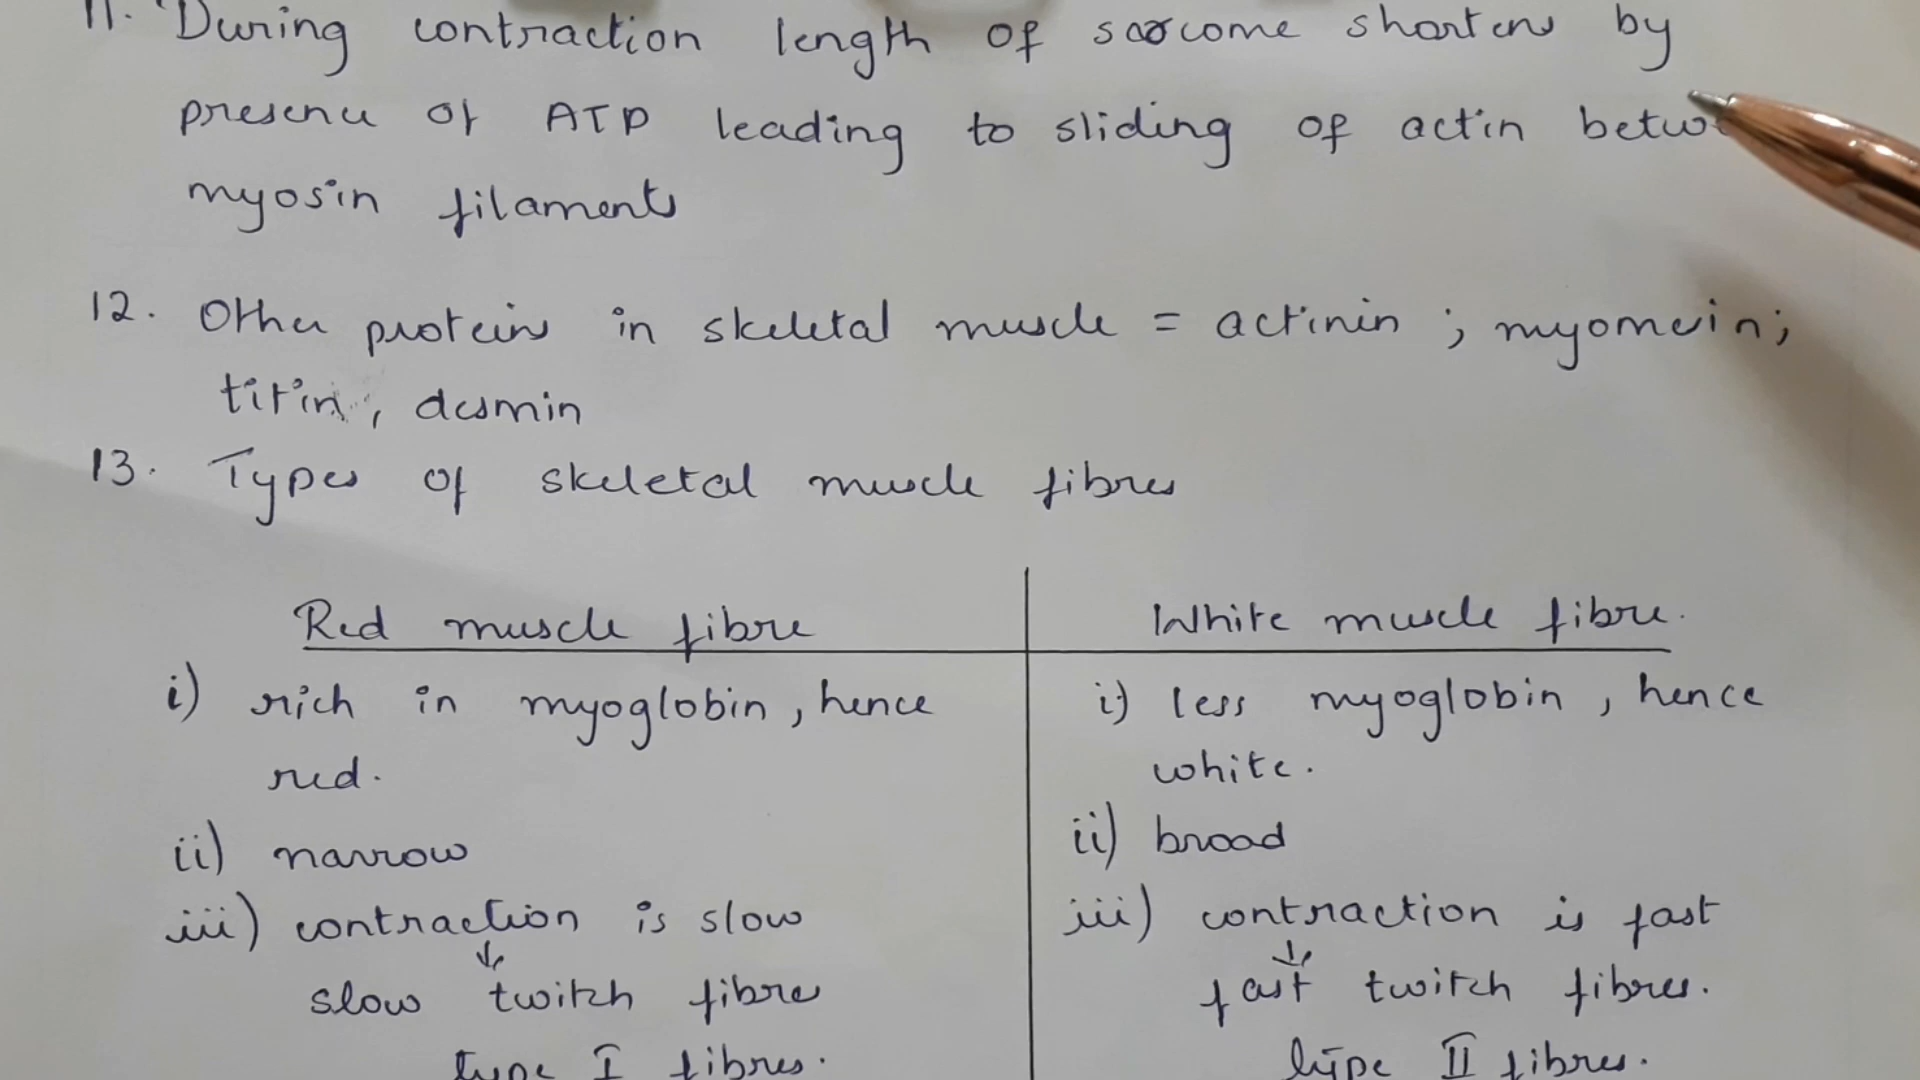 11. During contraction length of sarcome shortens by
presence of ATP leading to sliding of actin
myosin filaments
12. Other proteins in skeletal muscle = actinin ; myomein ;
titin, desmin
13. Types of skeletal muscle fibres
Red muscle fibre
i) rich in myoglobin, hence
red.
ii) narrow
iii) contraction is slow
↓
slow twitch fibre
type I fibres.
White muscle fibre.
i) less myoglobin, hence
white.
ii) broad
iii) contraction is fast
↓
fast twitch fibres.
type II fibres.